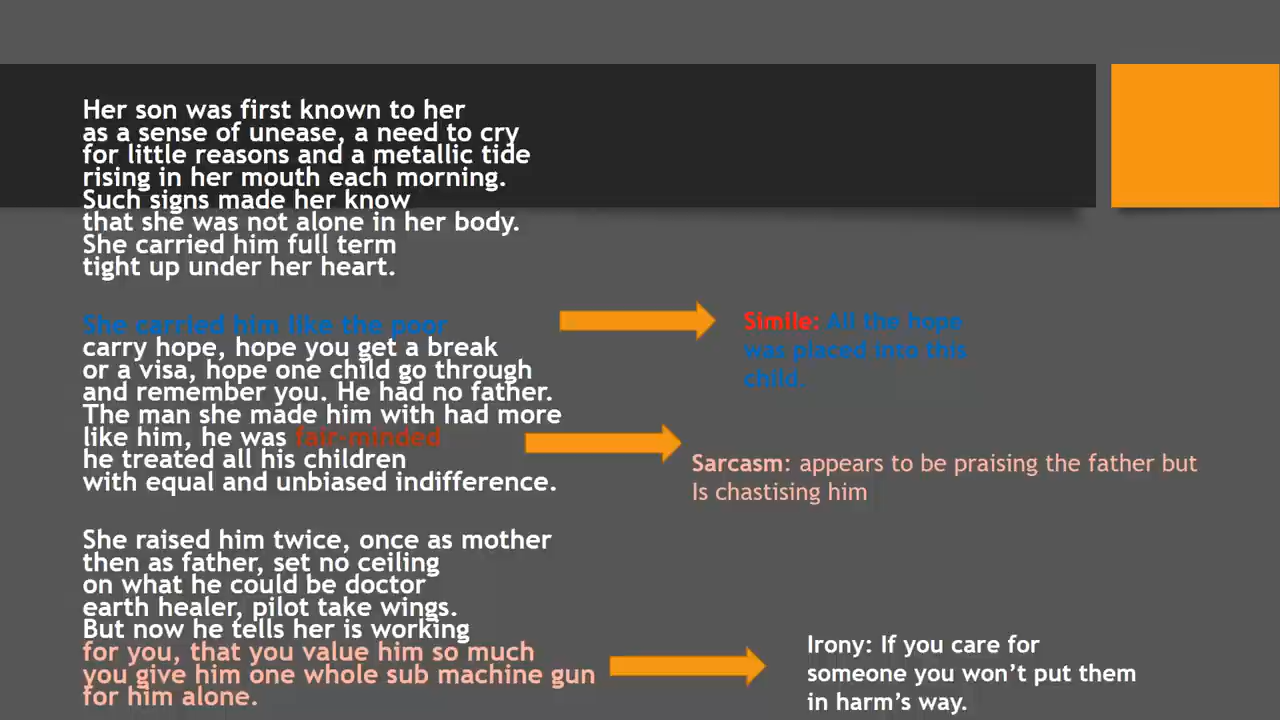 Her son was first known to her
as a sense of unease, a need to cry
for little reasons and a metallic tide
rising in her mouth each morning.
Such signs made her know
that she was not alone in her body.
She carried him full term
tight up under her heart.
She carried him like the poor
carry hope, hope you get a break
or a visa, hope one child go through
and remember you. He had no father.
The man she made him with had more
like him, he was fair-minded
he treated all his children
with equal and unbiased indifference.
She raised him twice, once as mother
then as father, set no ceiling
on what he could be doctor
earth healer, pilot take wings.
But now he tells her is working
for you, that you value him so much
you give him one whole sub machine gun
for him alone.
Simile: All the hope
was placed into this
child.
Sarcasm: appears to be praising the father but
Is chastising him
Irony: If you care for
someone you won’t put them
in harm’s way.